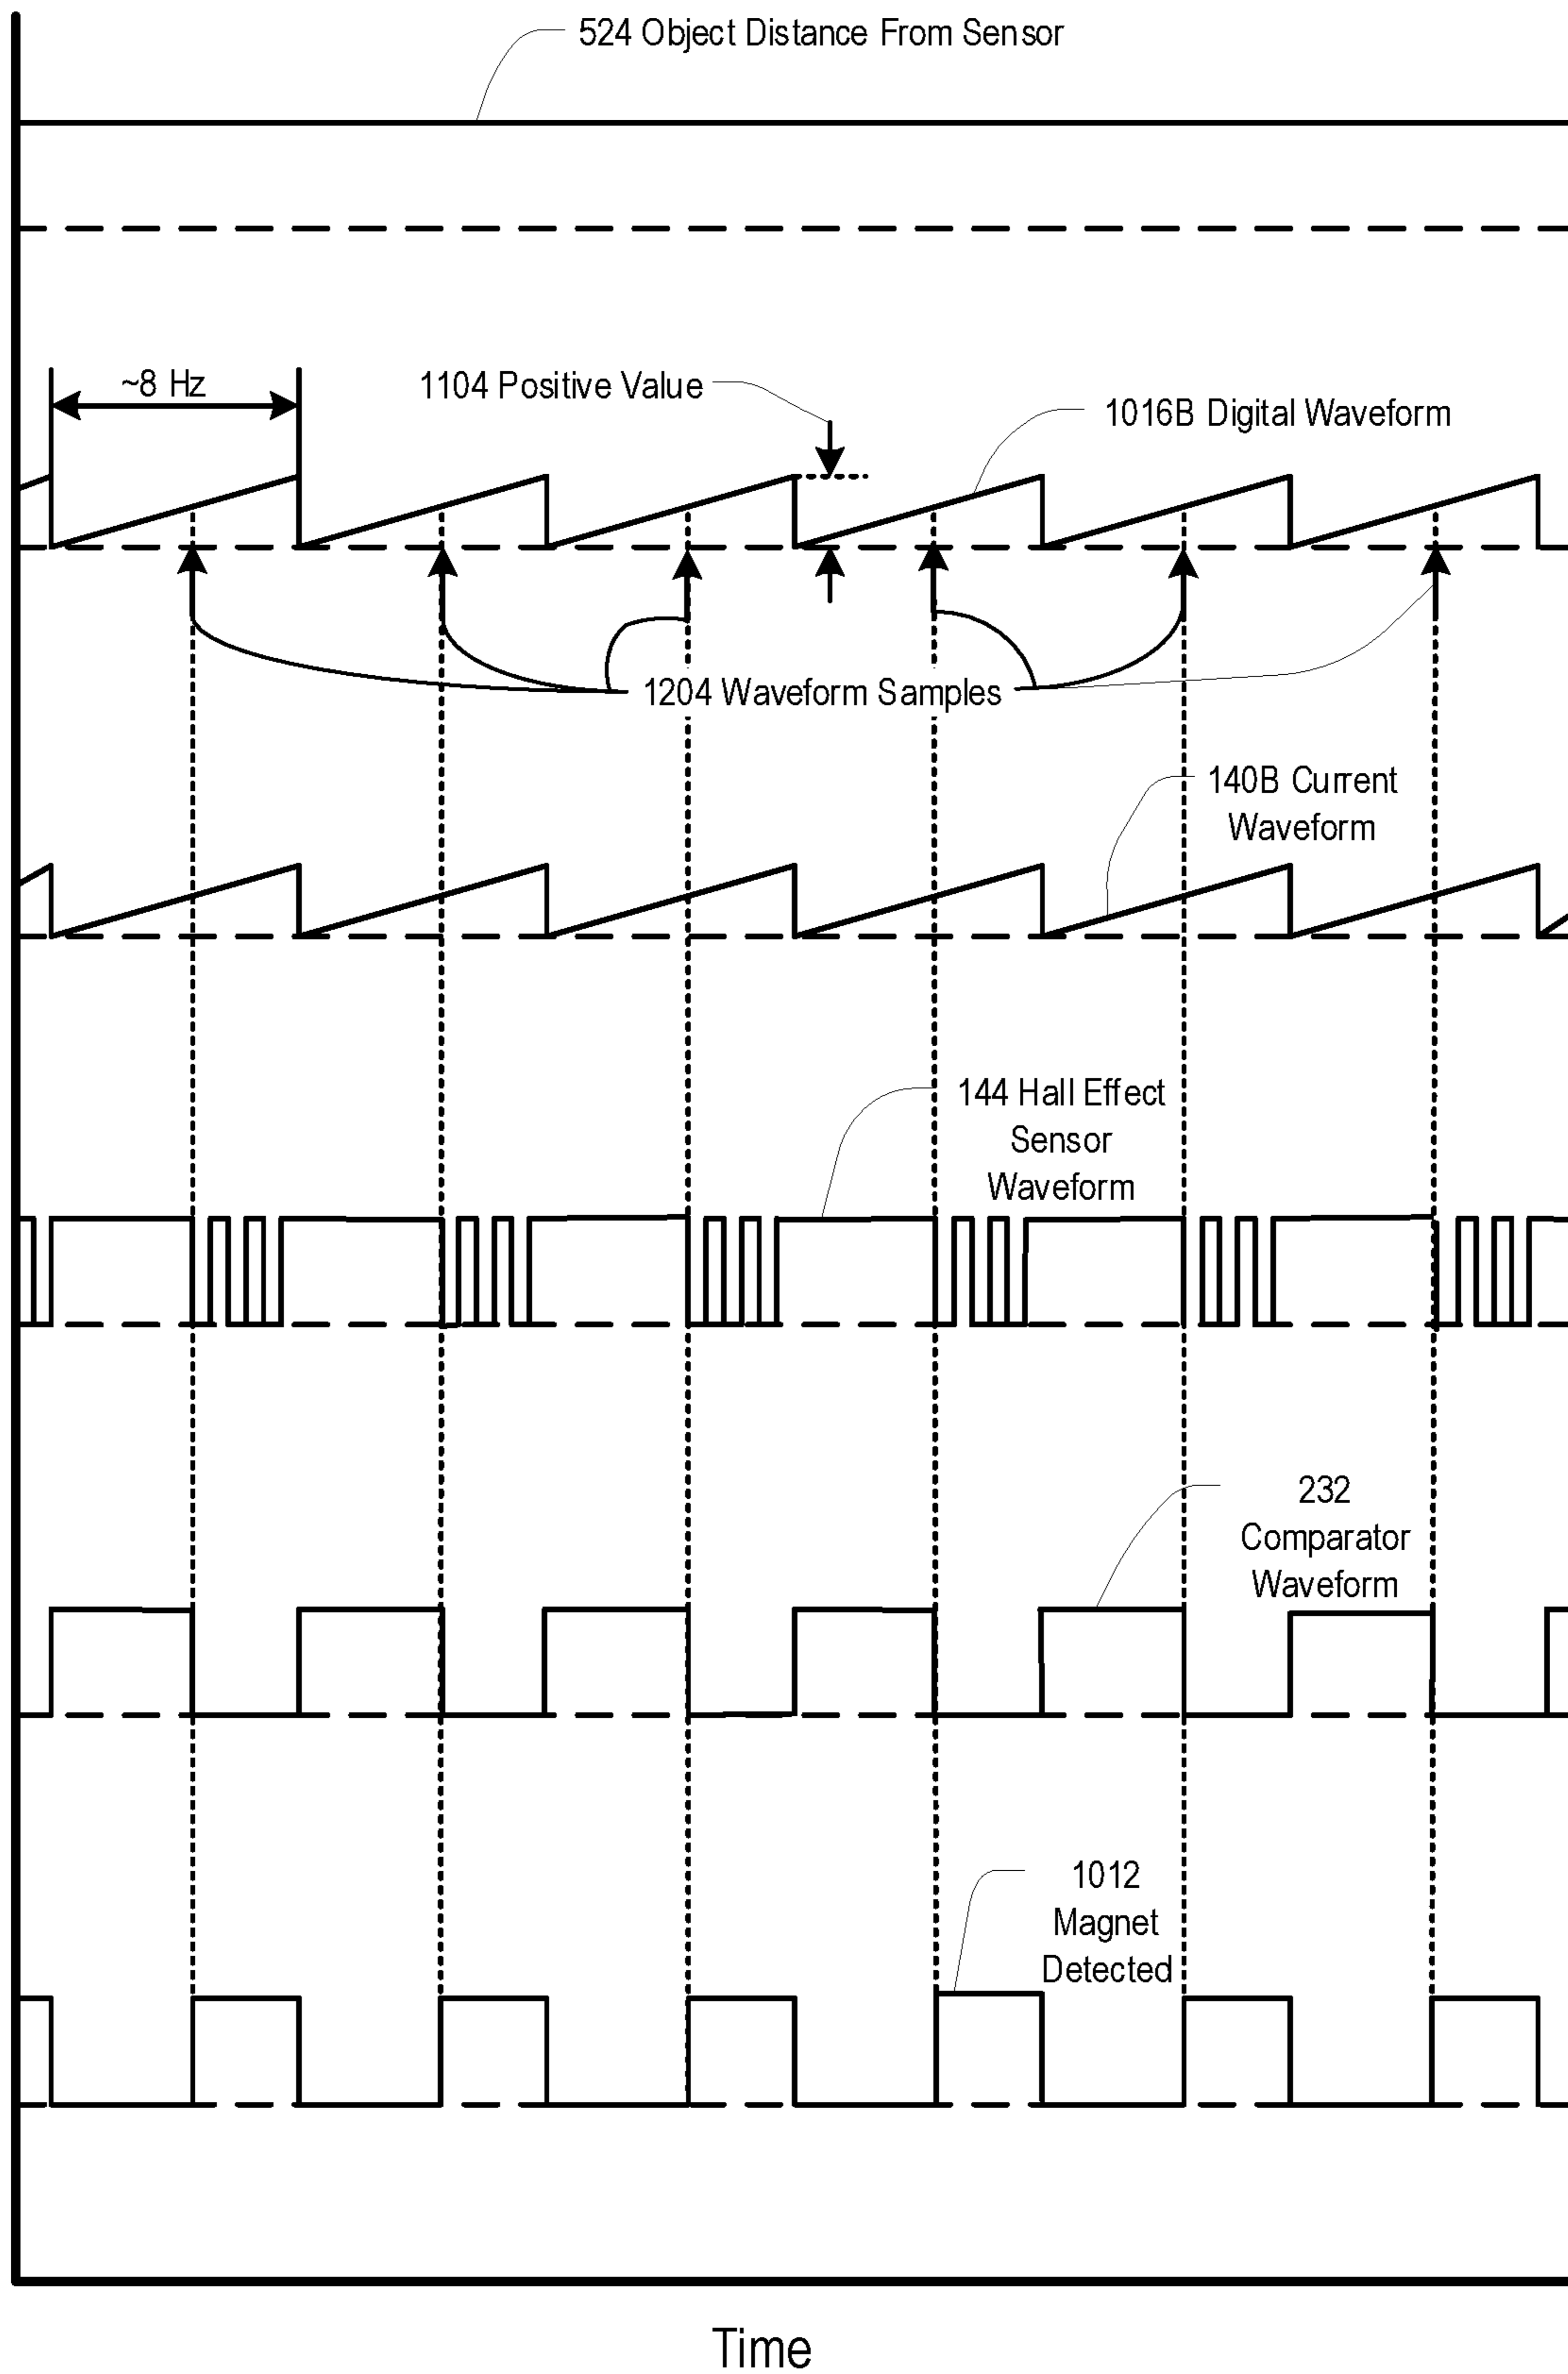 524 Object Distance From Sensor
~8 Hz
1104 Positive Value
1016B Digital Waveform
1204 Waveform Samples
140B Current
Waveform
144 Hall Effect
Sensor
Waveform
232
Comparator
Waveform
1012
Magnet
Detected
Time